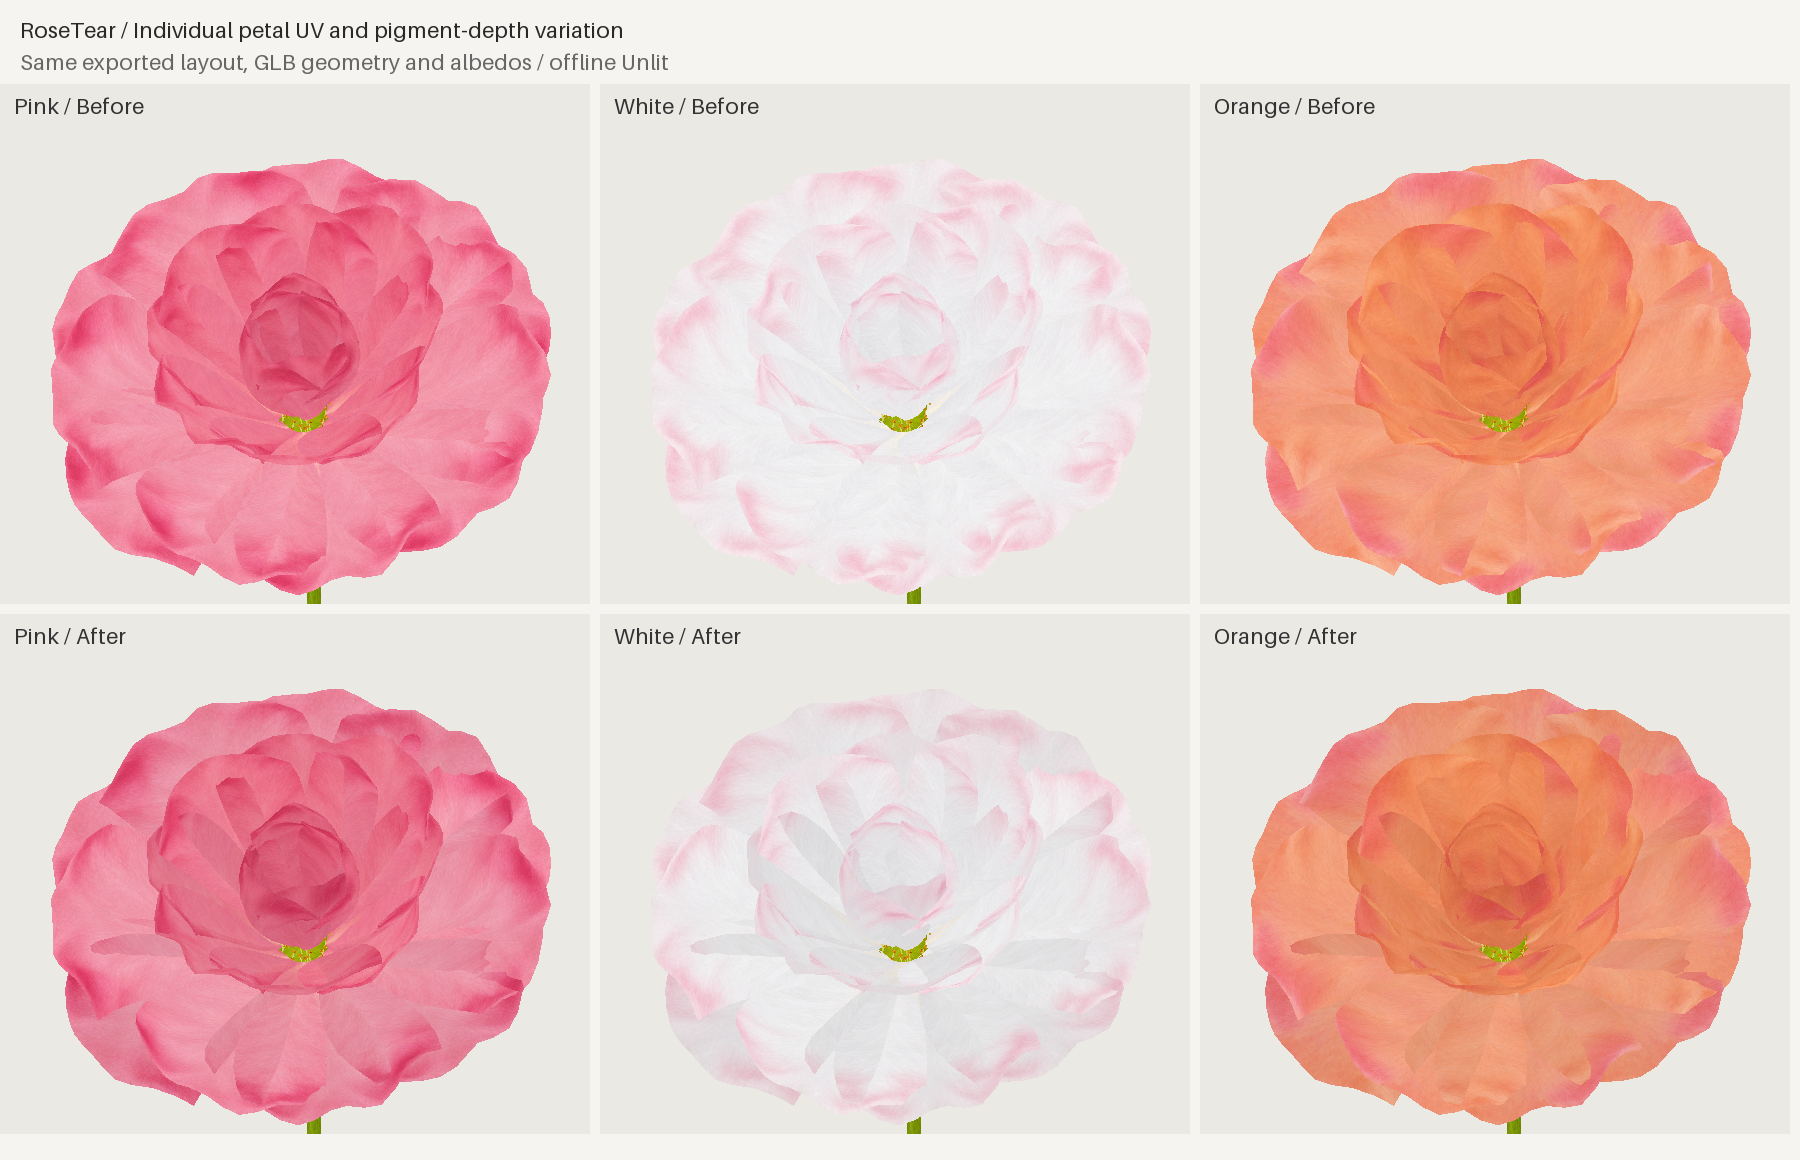 RoseTear / Individual petal UV and pigment-depth variation
Same exported layout, GLB geometry and albedos / offline Unlit
Pink / Before
White / Before
Orange / Before
Pink / After
White / After
Orange / After